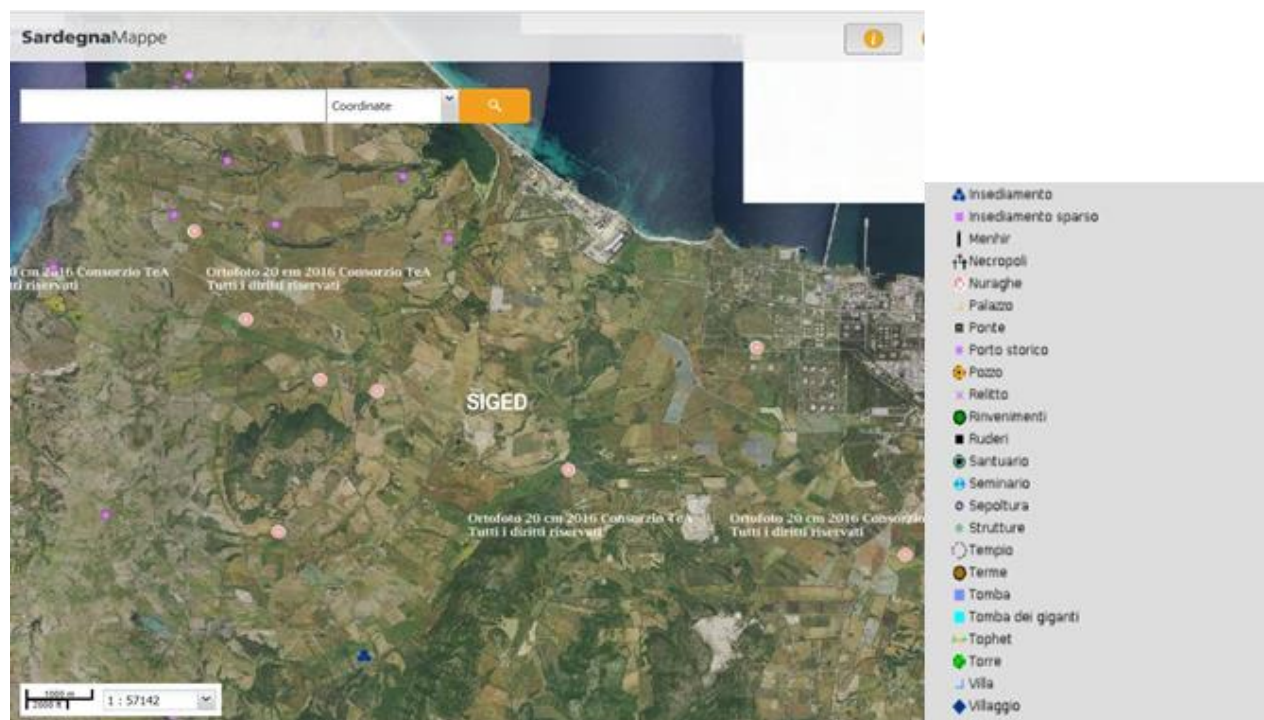 SardegnaMappe
i
Coordinate
0 cm 2016 Consorzio TeA
tti riservati
Ortofoto 20 cm 2016 Consorzio TeA
Tutti i diritti riservati
SIGED
Ortofoto 20 cm 2016 Consorzio TeA
Tutti i diritti riservati
Ortofoto 20 cm 2016 Consorzio
Tutti i diritti riservati
1000 m
2000 ft
1 : 57142
Insediamento
Insediamento sparso
Menhir
Necropoli
Nuraghe
Palazzo
Ponte
Porto storico
Pozzo
Relitto
Rinvenimenti
Ruderi
Santuario
Seminario
Sepoltura
Strutture
Tempio
Terme
Tomba
Tomba dei giganti
Tophet
Torre
Villa
Villaggio